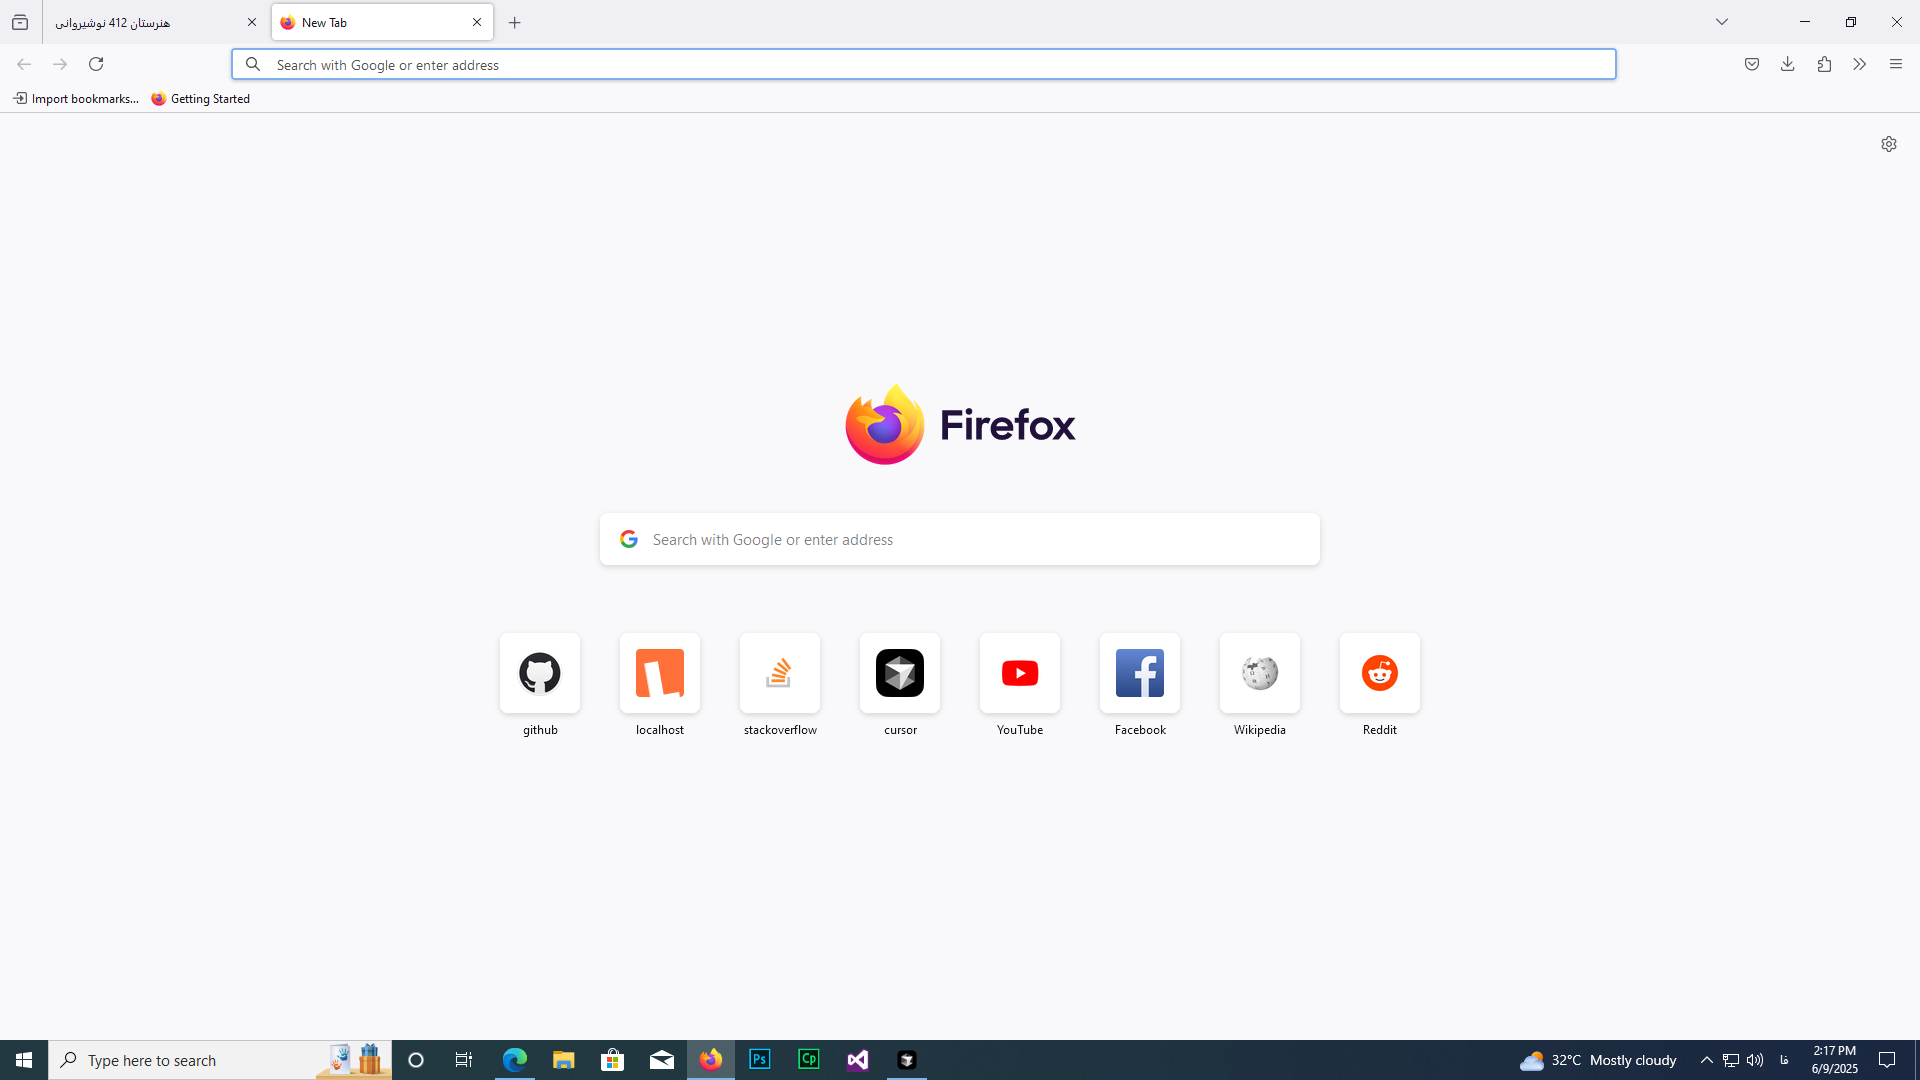 هنرستان 412 نوشیروانی
New Tab
Search with Google or enter address
Import bookmarks...
Getting Started
Firefox
Search with Google or enter address
github
localhost
stackoverflow
cursor
YouTube
Facebook
Wikipedia
Reddit
Type here to search
Ps
Cp
32°C Mostly cloudy
فا
2:17 PM
6/9/2025